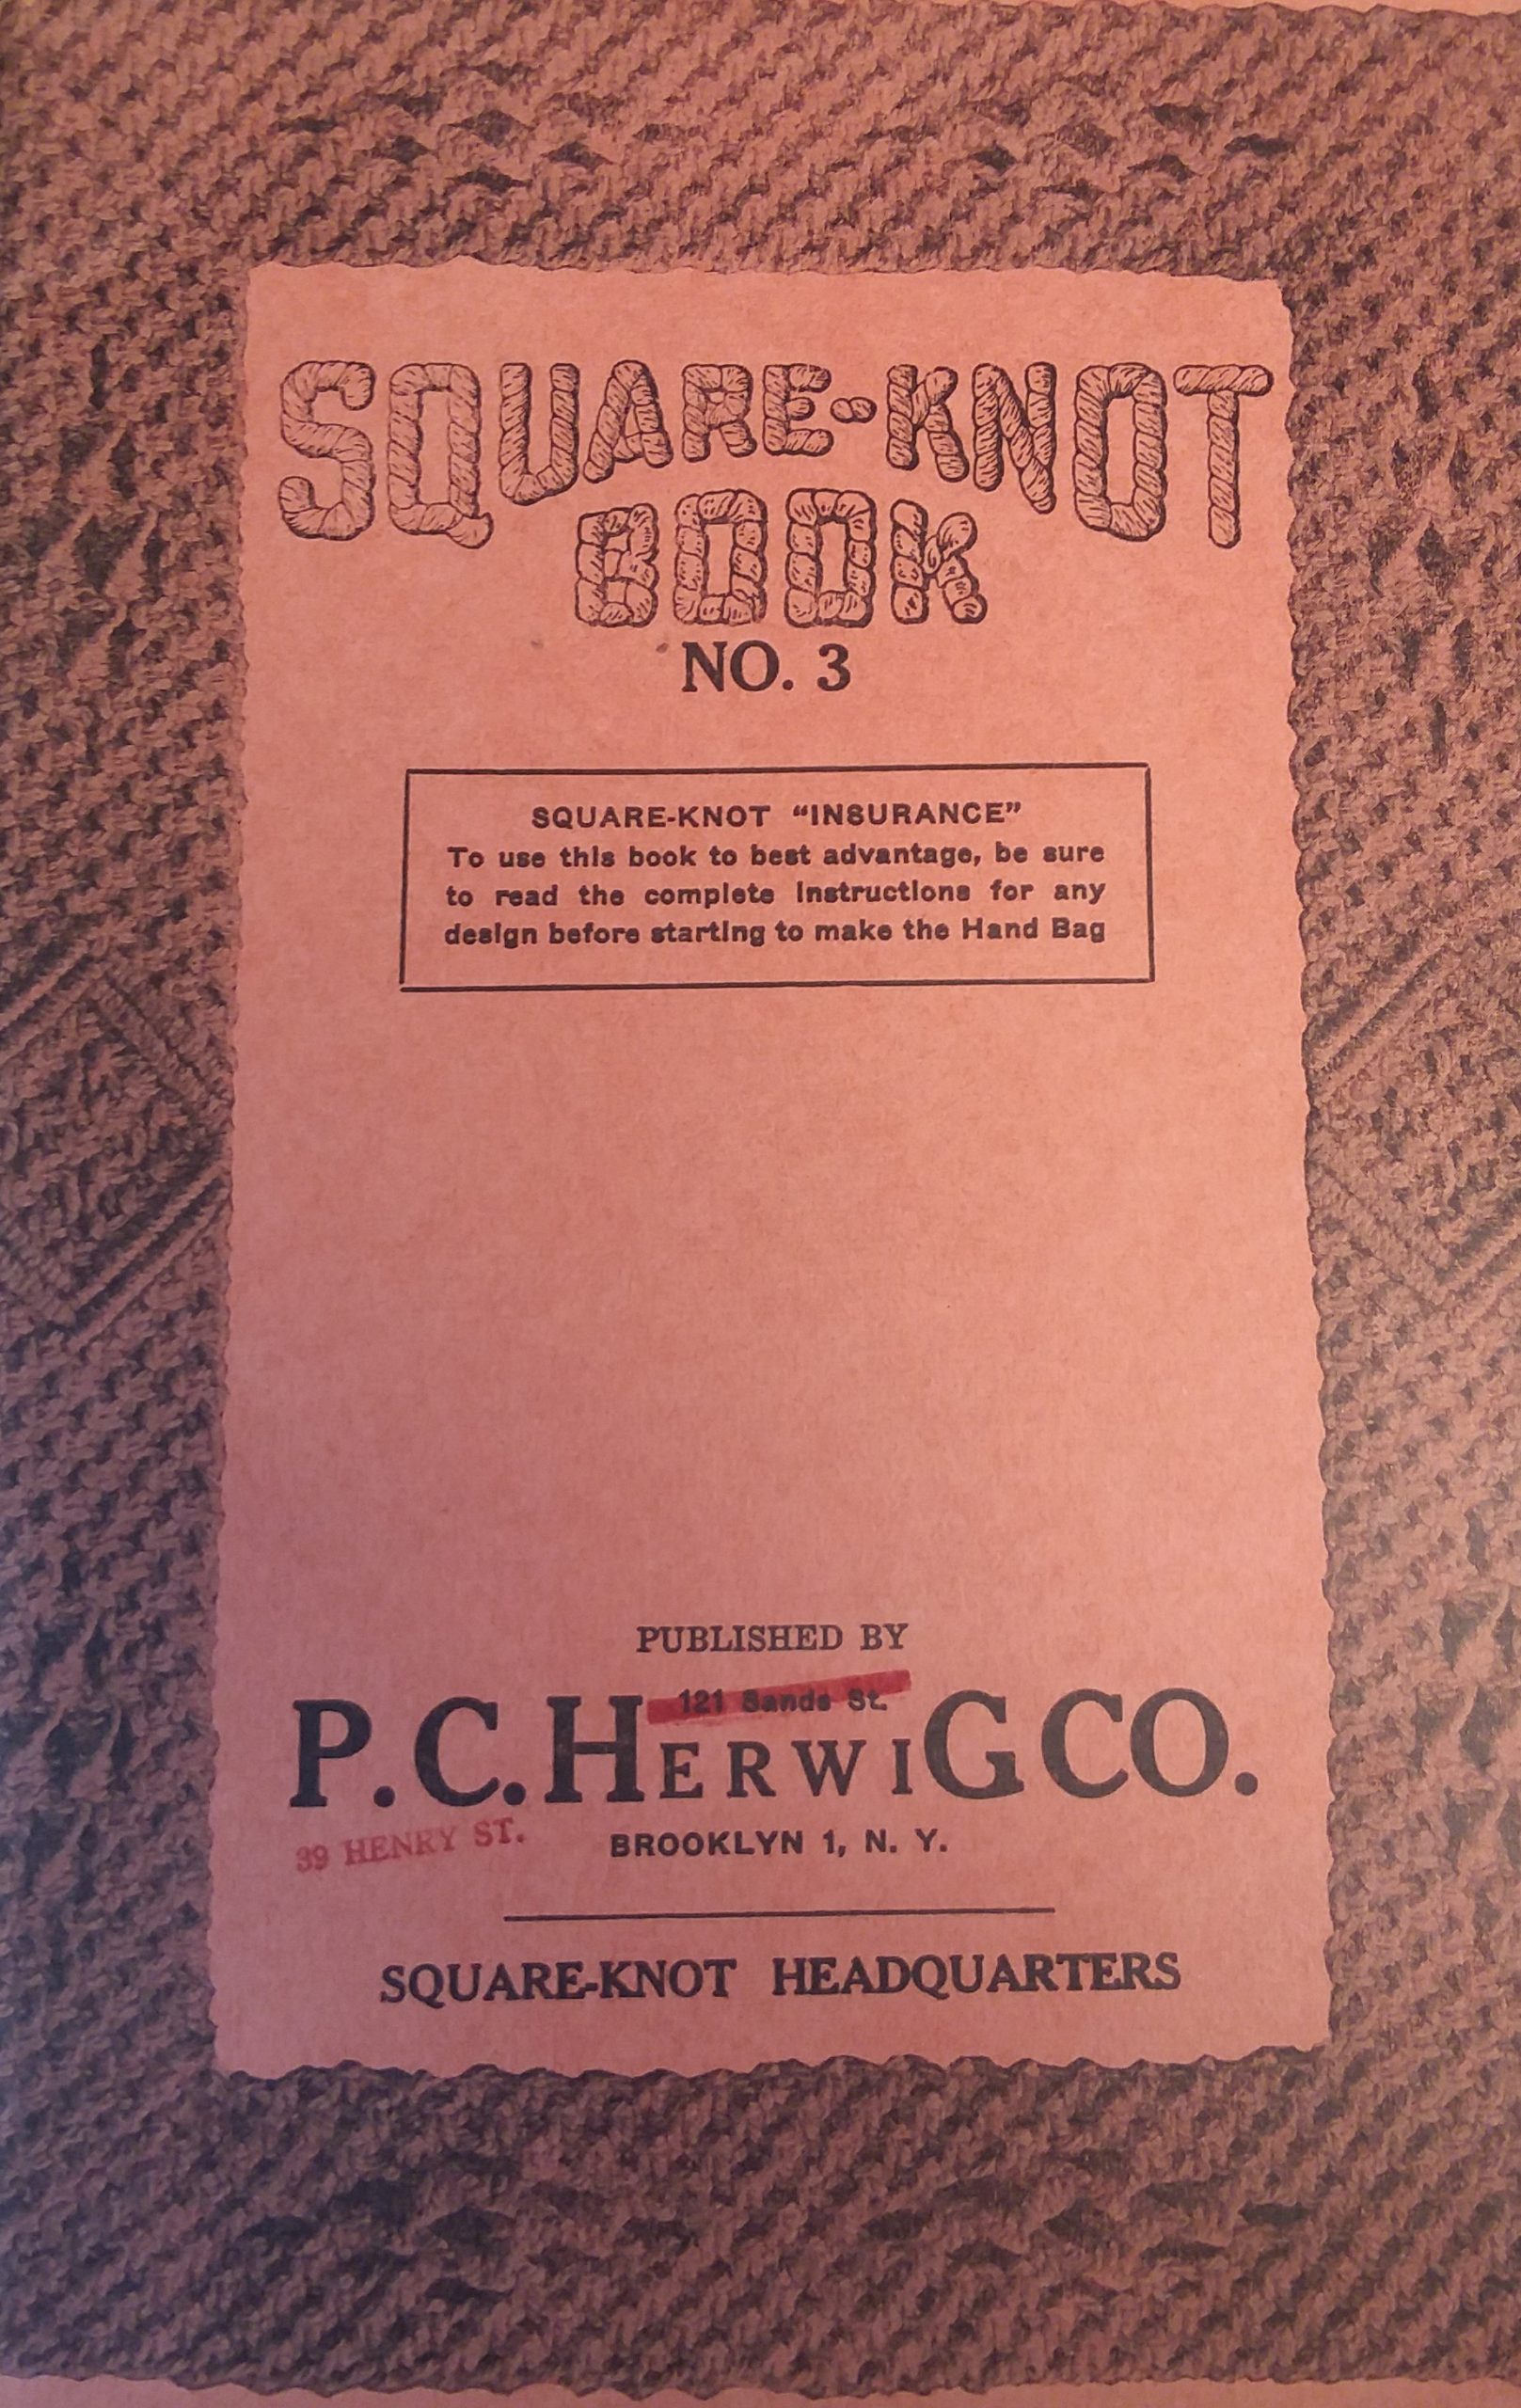 SQUARE-KNOT
BOOK
NO. 3
SQUARE-KNOT “INSURANCE”
To use this book to best advantage, be sure
to read the complete instructions for any
design before starting to make the Hand Bag
PUBLISHED BY
121 Sands St.
P. C. HERWIG CO.
39 HENRY ST.
BROOKLYN 1, N. Y.
SQUARE-KNOT HEADQUARTERS